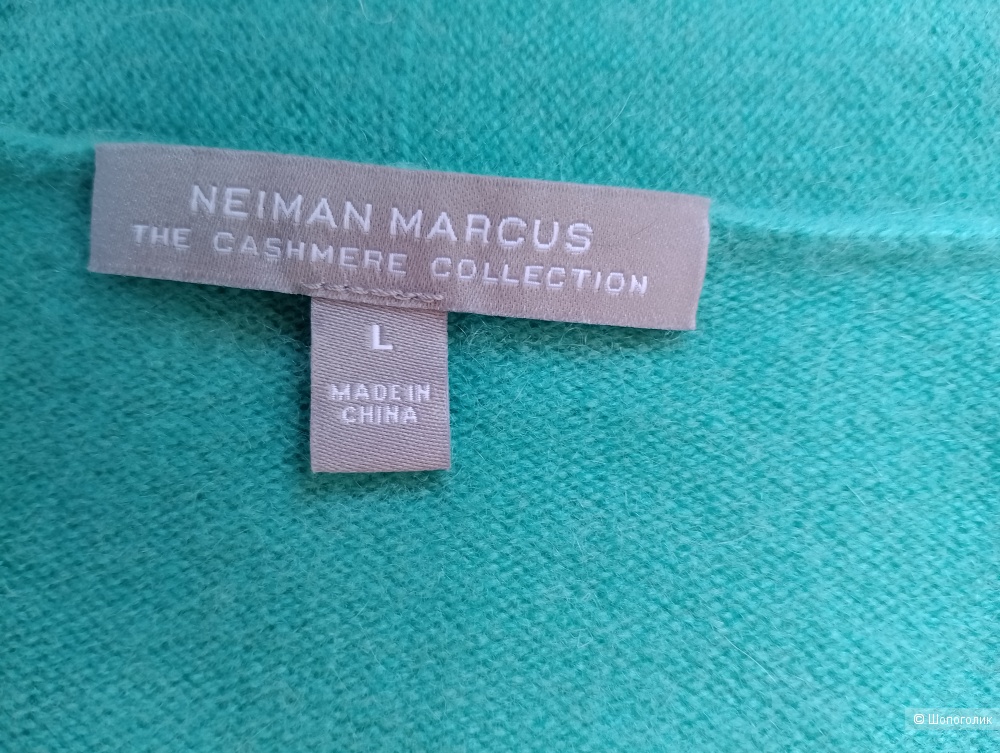 NEIMAN MARCUS
THE CASHMERE COLLECTION
L
MADE IN
CHINA
© Шопоголик